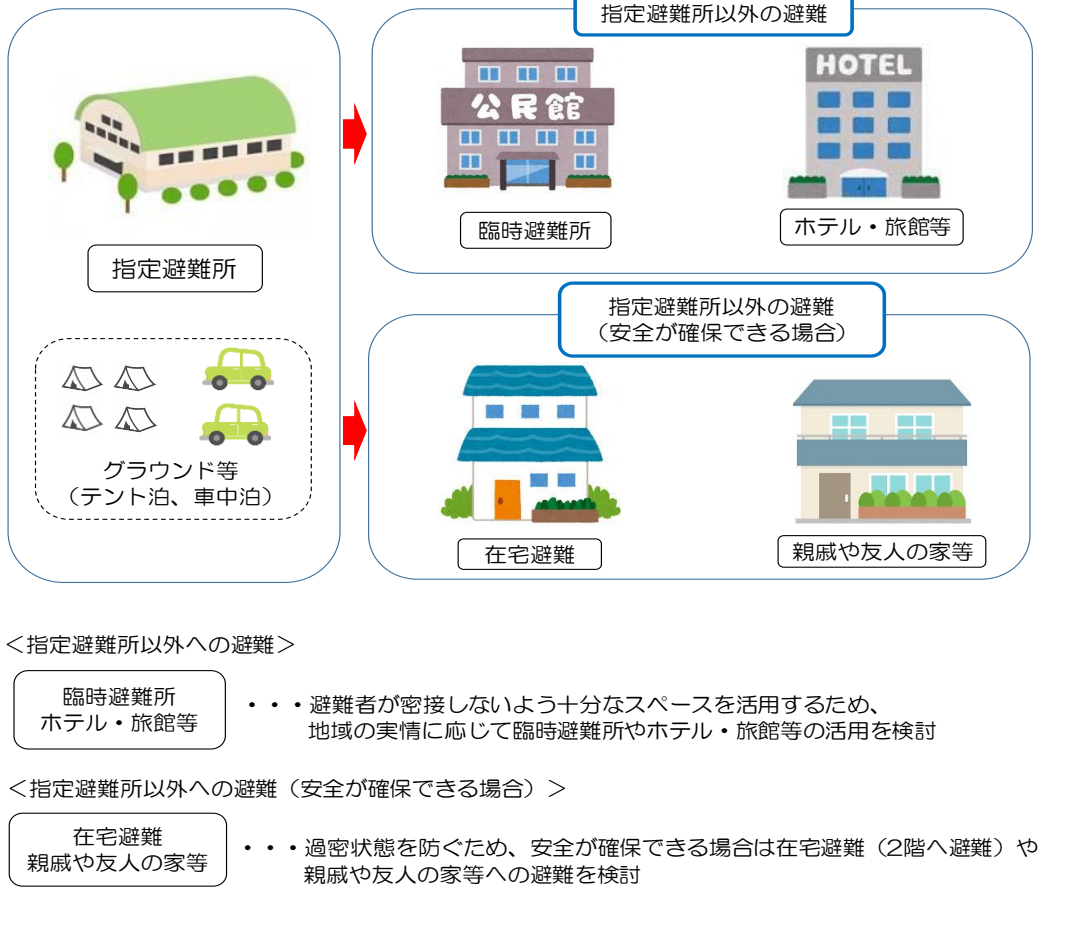 指定避難所以外の避難
公民館
HOTEL
臨時避難所
ホテル・旅館等
指定避難所
指定避難所以外の避難
（安全が確保できる場合）
グラウンド等
（テント泊、車中泊）
在宅避難
親戚や友人の家等
＜指定避難所以外への避難＞
臨時避難所
ホテル・旅館等
・・・避難者が密接しないよう十分なスペースを活用するため、
地域の実情に応じて臨時避難所やホテル・旅館等の活用を検討
＜指定避難所以外への避難（安全が確保できる場合）＞
在宅避難
親戚や友人の家等
・・・過密状態を防ぐため、安全が確保できる場合は在宅避難（2階へ避難）や
親戚や友人の家等への避難を検討